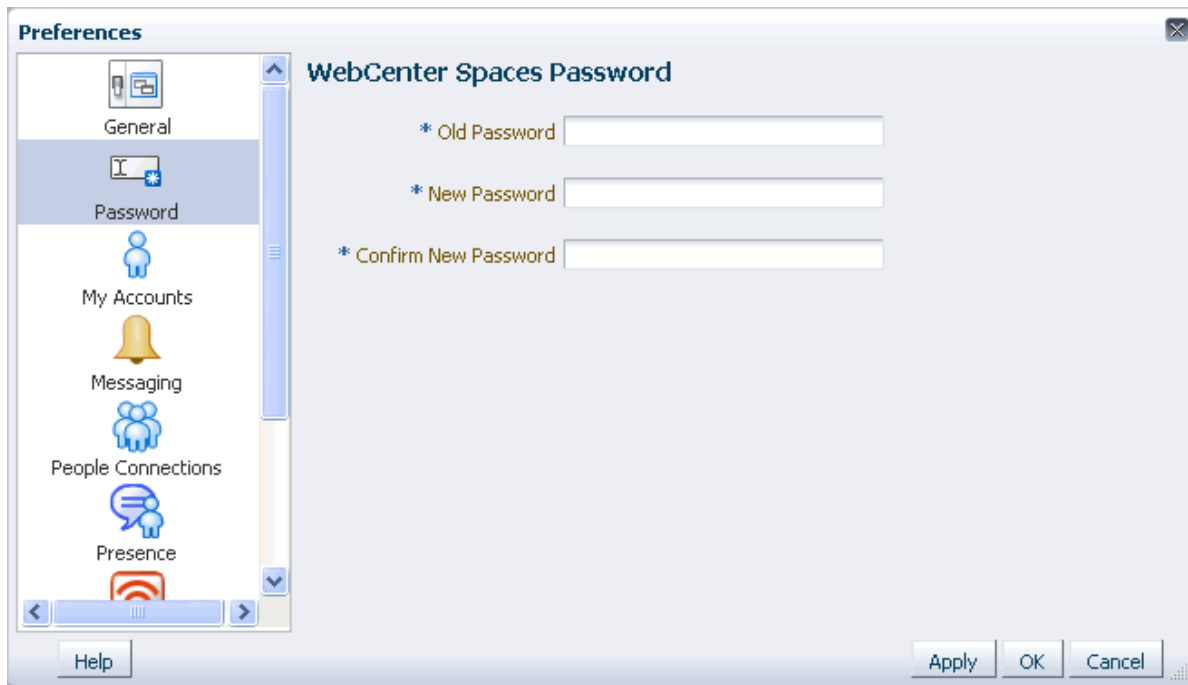 Preferences
General
Password
My Accounts
Messaging
People Connections
Presence
WebCenter Spaces Password
* Old Password
* New Password
* Confirm New Password
Help
Apply
OK
Cancel